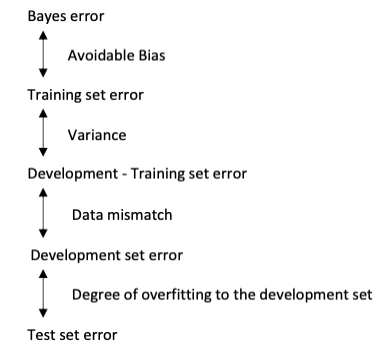 Bayes error
Avoidable Bias
Training set error
Variance
Development - Training set error
Data mismatch
Development set error
Degree of overfitting to the development set
Test set error